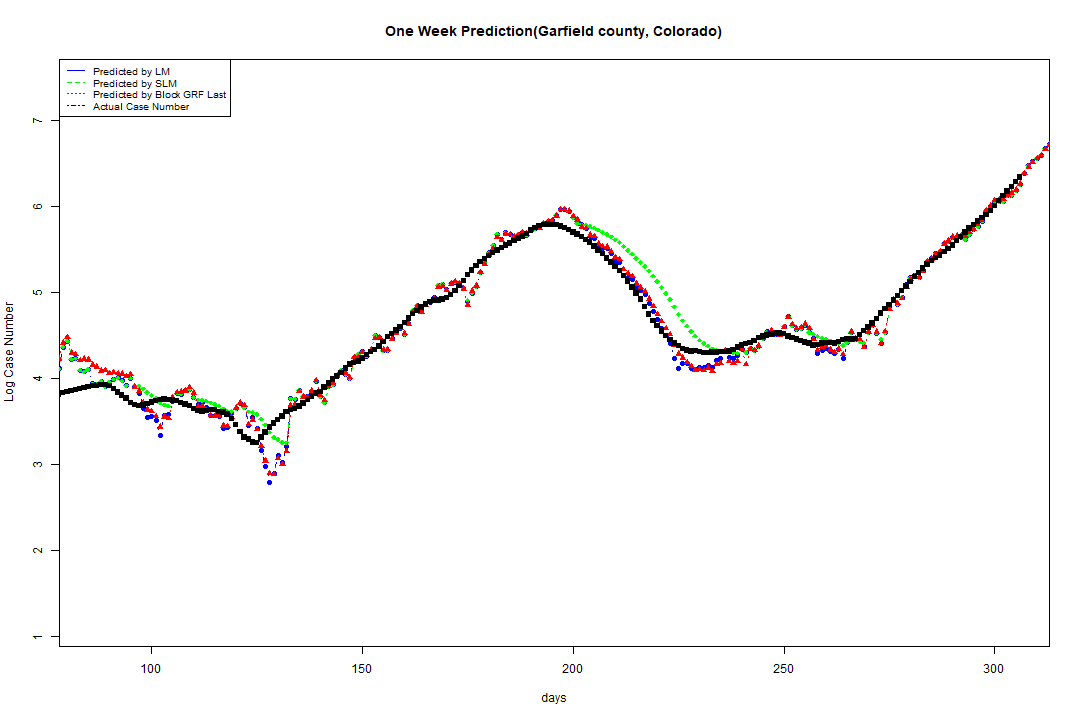 One Week Prediction(Garfield county, Colorado)
Predicted by LM
Predicted by SLM
Predicted by Block GRF Last
Actual Case Number
7
6
5
4
3
2
1
Log Case Number
100 150 200 250 300
days